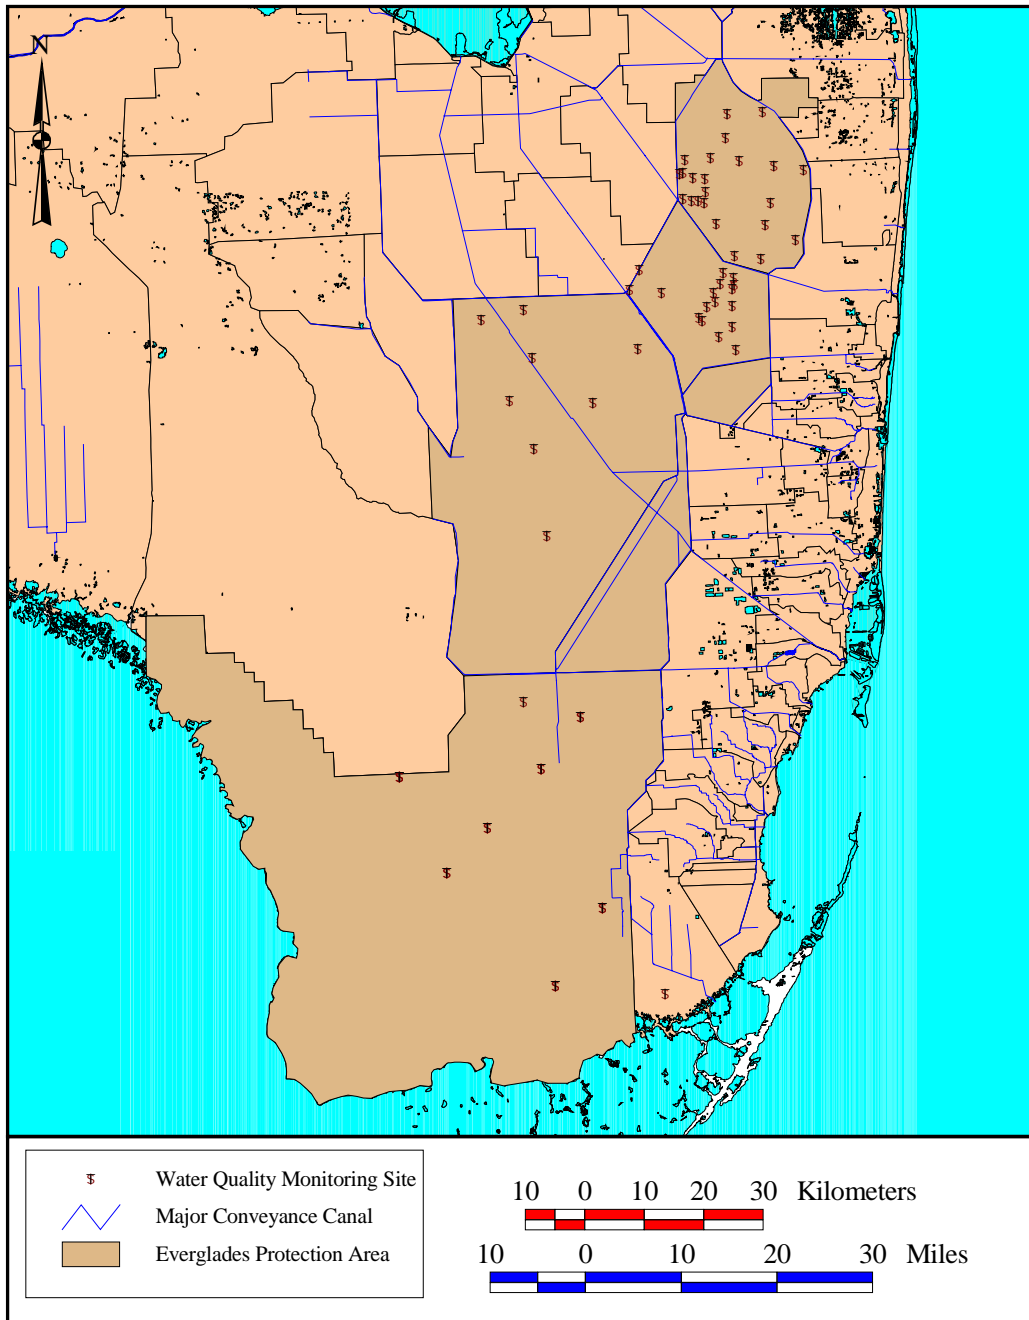 N
Water Quality Monitoring Site
Major Conveyance Canal
Everglades Protection Area
10 0 10 20 30 Kilometers
10 0 10 20 30 Miles